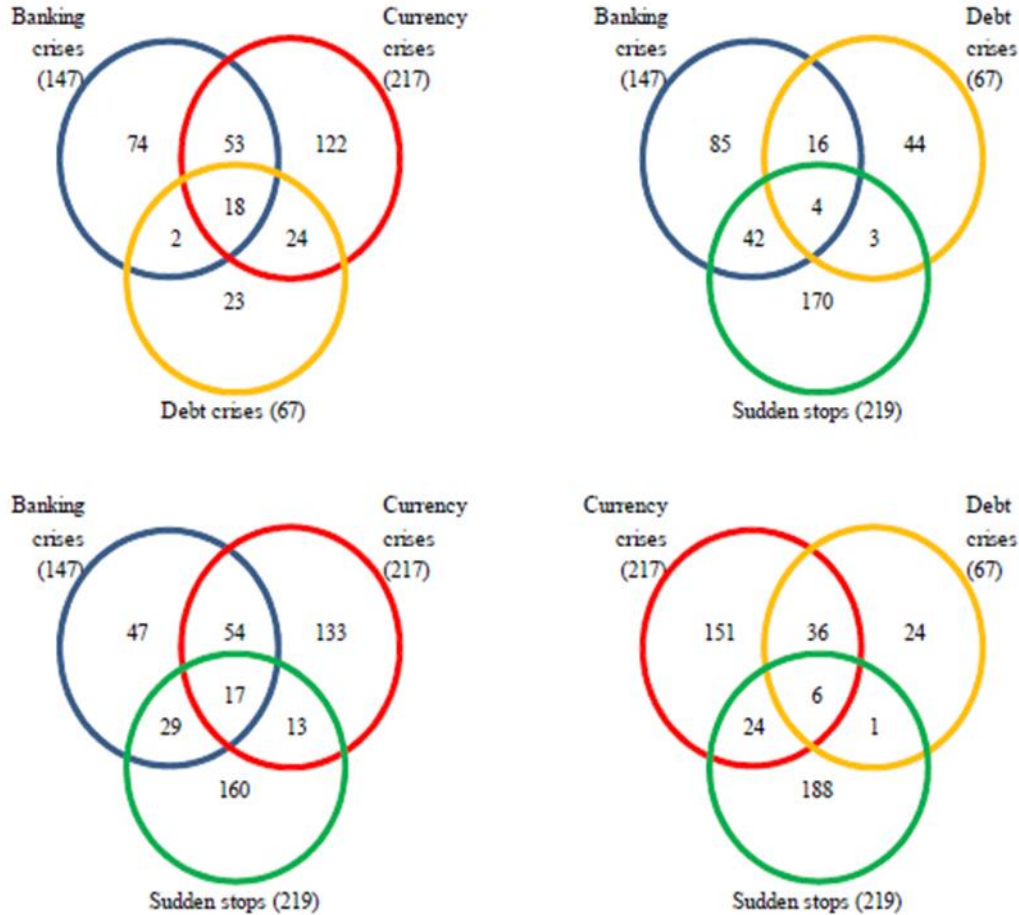 Banking
crises
(147)
Currency
crises
(217)
74
53
122
18
2
24
23
Debt crises (67)
Banking
crises
(147)
Debt
crises
(67)
85
16
44
4
42
3
170
Sudden stops (219)
Banking
crises
(147)
Currency
crises
(217)
47
54
133
17
29
13
160
Sudden stops (219)
Currency
crises
(217)
Debt
crises
(67)
151
36
24
6
24
1
188
Sudden stops (219)